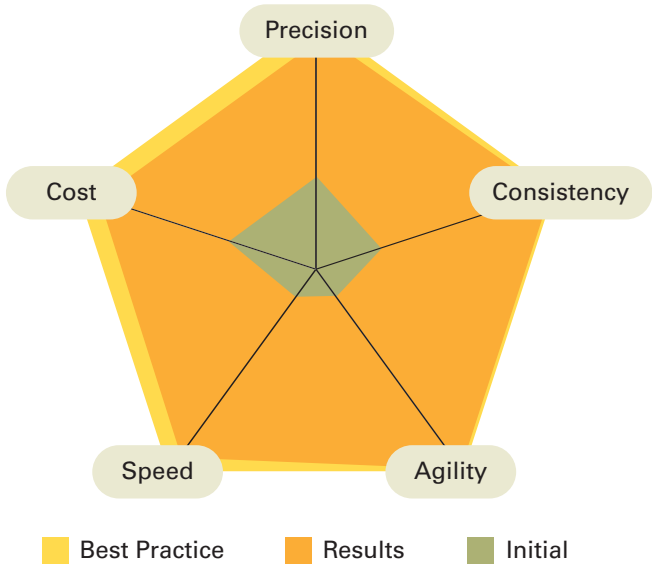 Precision
Cost
Consistency
Speed
Agility
Best Practice
Results
Initial